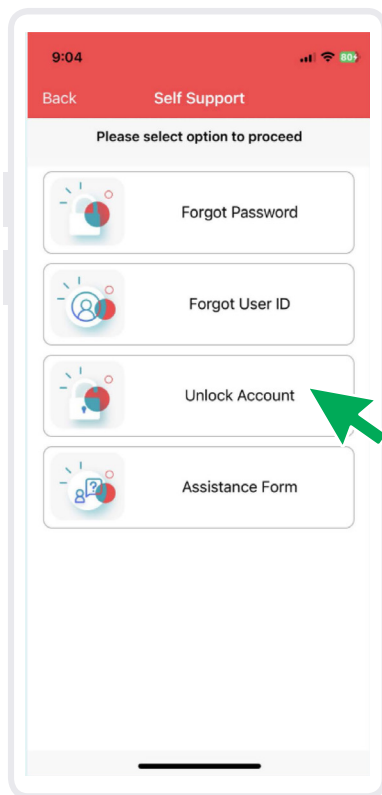 9:04
80+
Back
Self Support
Please select option to proceed
Forgot Password
Forgot User ID
Unlock Account
?
Assistance Form